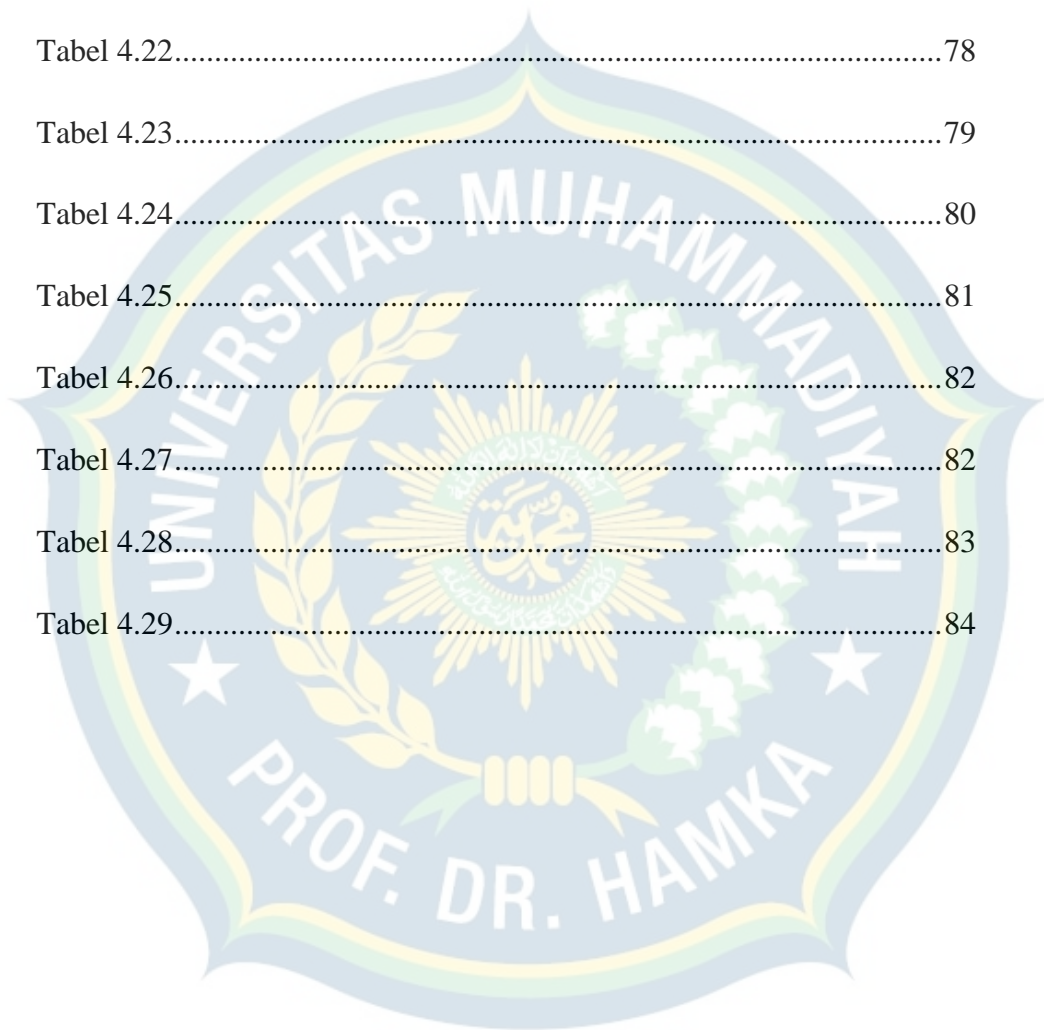 Tabel 4.22................................................................................................78
Tabel 4.23................................................................................................79
Tabel 4.24................................................................................................80
Tabel 4.25................................................................................................81
Tabel 4.26................................................................................................82
Tabel 4.27................................................................................................82
Tabel 4.28................................................................................................83
Tabel 4.29................................................................................................84
UNIVERSITAS MUHAMMADIYAH
PROF. DR. HAMKA